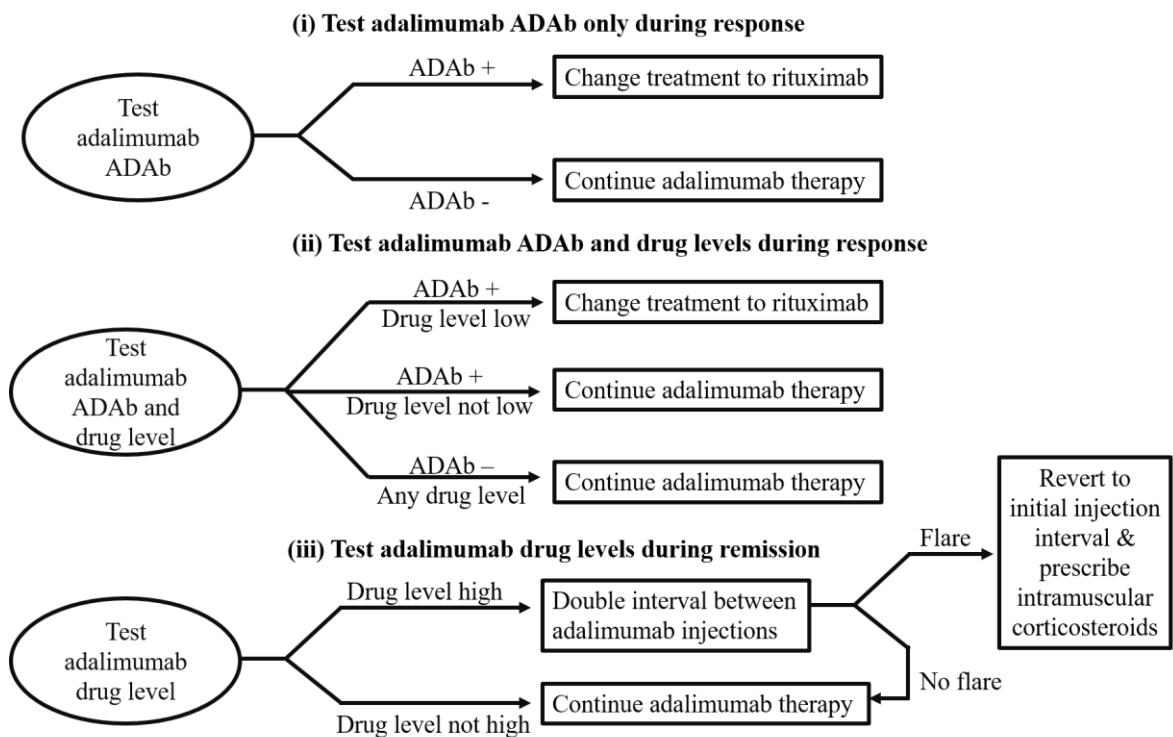 (i) Test adalimumab ADAb only during response
Test
adalimumab
ADAb
ADAb +
Change treatment to rituximab
ADAb -
Continue adalimumab therapy
(ii) Test adalimumab ADAb and drug levels during response
Test
adalimumab
ADAb and
drug level
ADAb +
Drug level low
Change treatment to rituximab
ADAb +
Drug level not low
Continue adalimumab therapy
ADAb –
Any drug level
Continue adalimumab therapy
(iii) Test adalimumab drug levels during remission
Test
adalimumab
drug level
Drug level high
Double interval between
adalimumab injections
Drug level not high
Continue adalimumab therapy
Flare
Revert to
initial injection
interval &
prescribe
intramuscular
corticosteroids
No flare